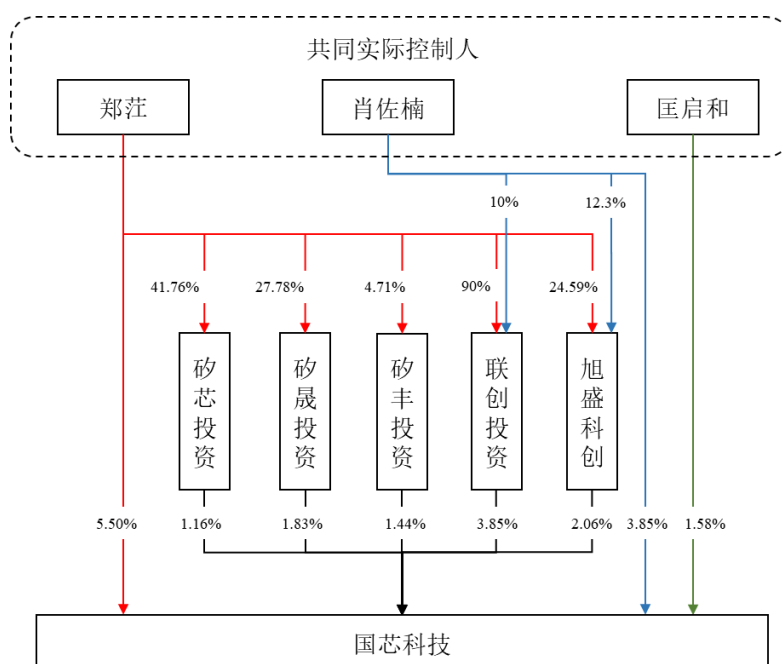 共同实际控制人
郑茳
肖佐楠
匡启和
10%
12.3%
41.76%
27.78%
4.71%
90%
24.59%
矽芯投资
矽晟投资
矽丰投资
联创投资
旭盛科创
5.50%
1.16%
1.83%
1.44%
3.85%
2.06%
3.85%
1.58%
国芯科技